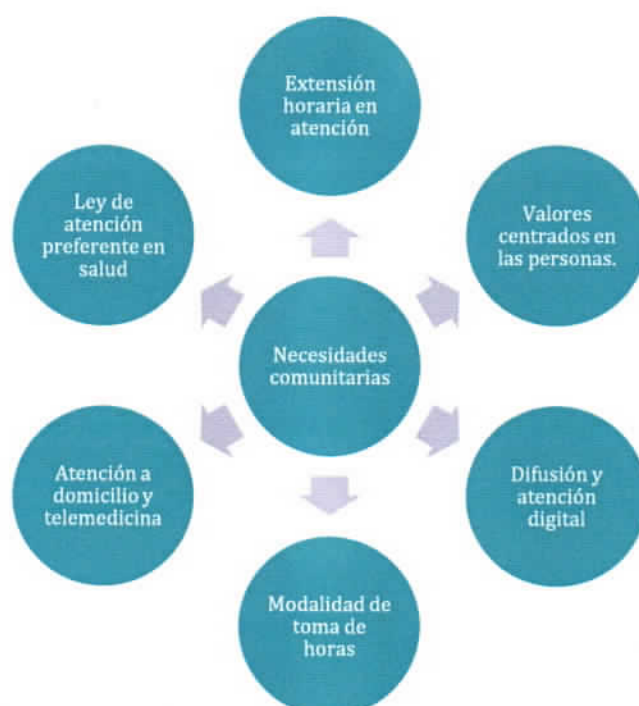 Extensión
horaria en
atención
Valores
centrados en
las personas.
Difusión y
atención
digital
Modalidad de
toma de
horas
Atención a
domicilio y
telemedicina
Ley de
atención
preferente en
salud
Necesidades
comunitarias